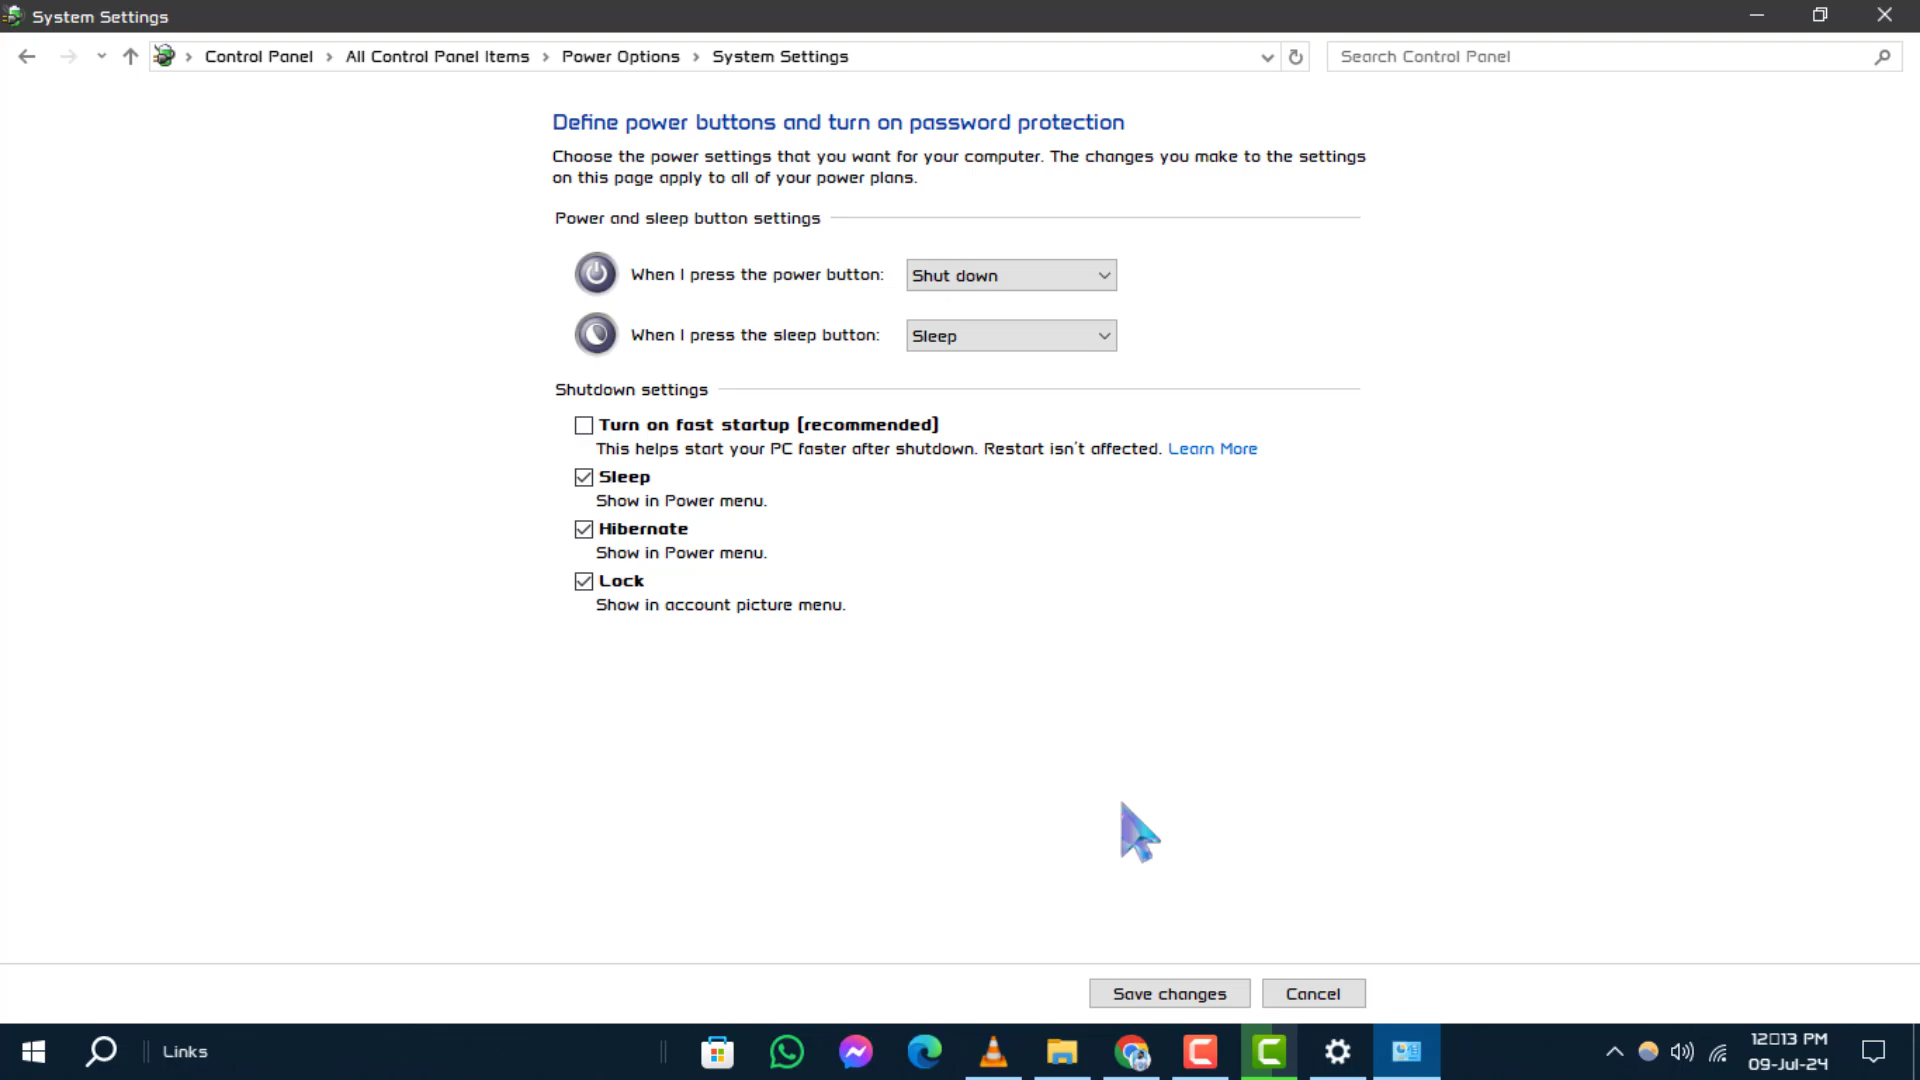 System Settings
Control Panel > All Control Panel Items > Power Options > System Settings
Search Control Panel
Define power buttons and turn on password protection
Choose the power settings that you want for your computer. The changes you make to the settings
on this page apply to all of your power plans.
Power and sleep button settings
When I press the power button: Shut down
When I press the sleep button: Sleep
Shutdown settings
Turn on fast startup (recommended)
This helps start your PC faster after shutdown. Restart isn't affected. Learn More
Sleep
Show in Power menu.
Hibernate
Show in Power menu.
Lock
Show in account picture menu.
Save changes
Cancel
Links
12▯13 PM
09-Jul-24